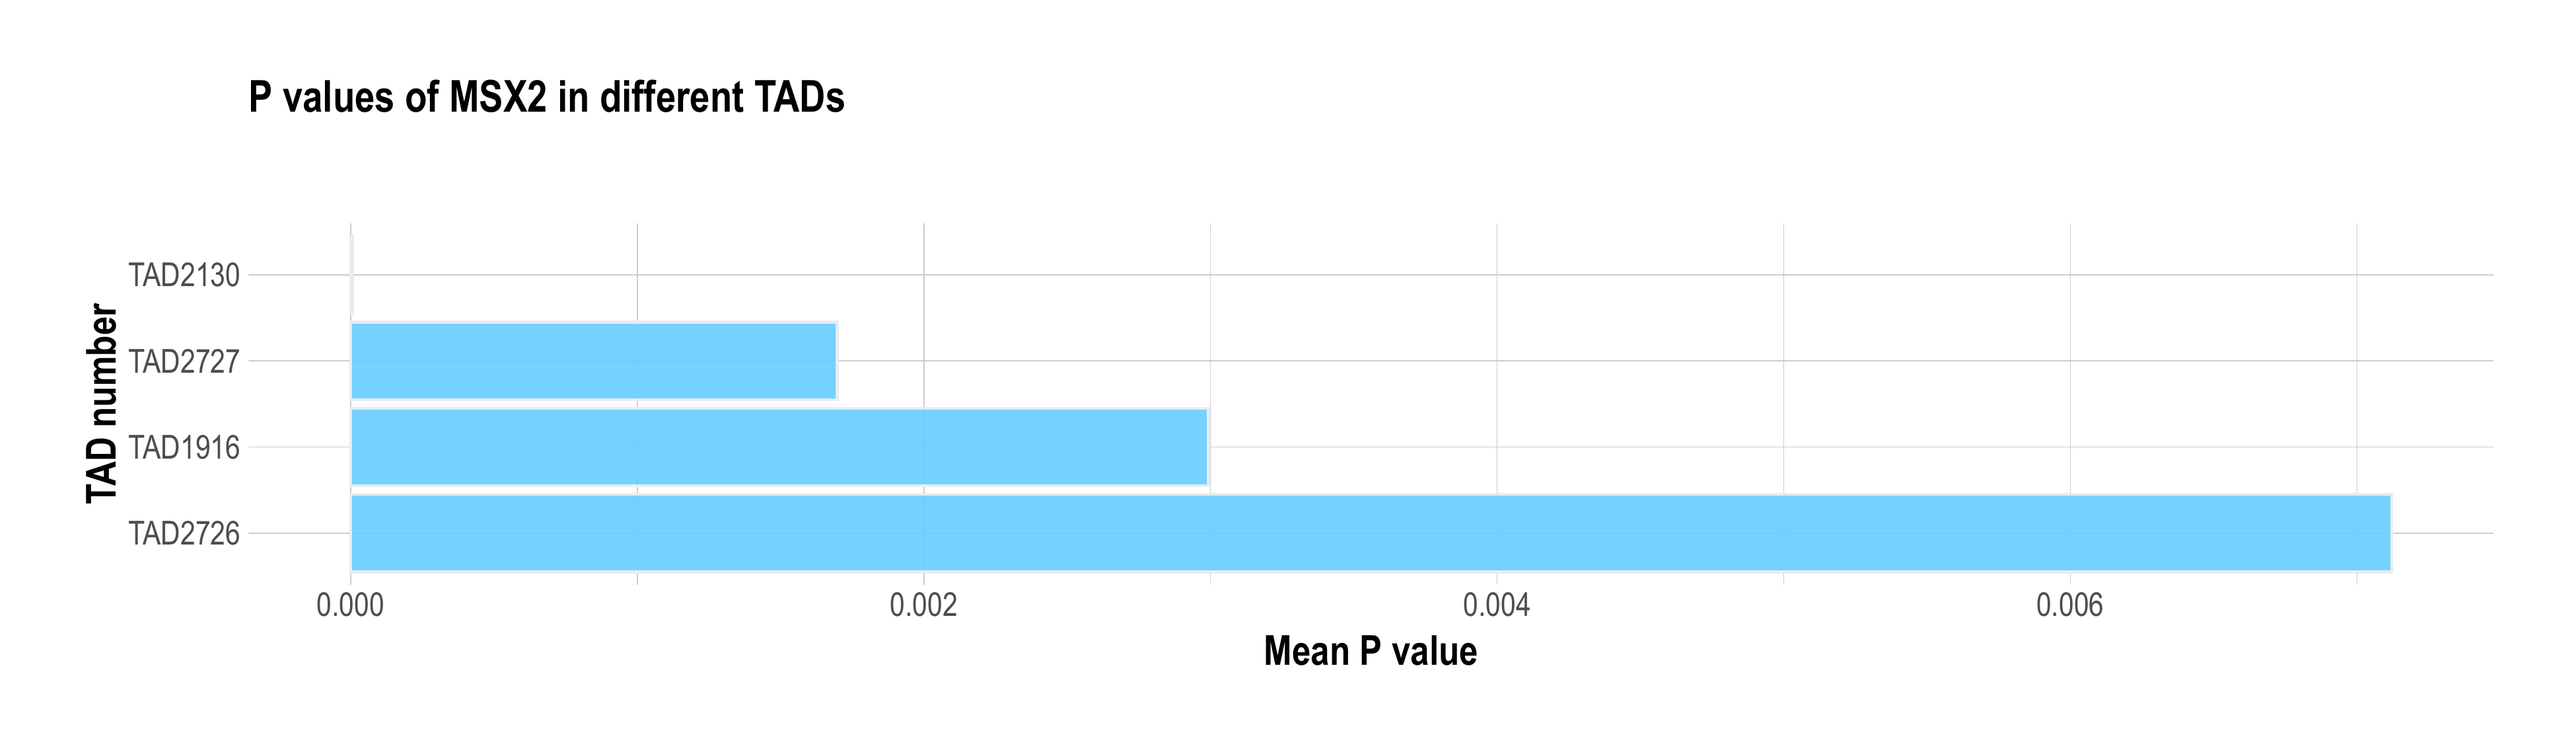 P values of MSX2 in different TADs
TAD number
TAD2130
TAD2727
TAD1916
TAD2726
0.000
0.002
0.004
0.006
Mean P value